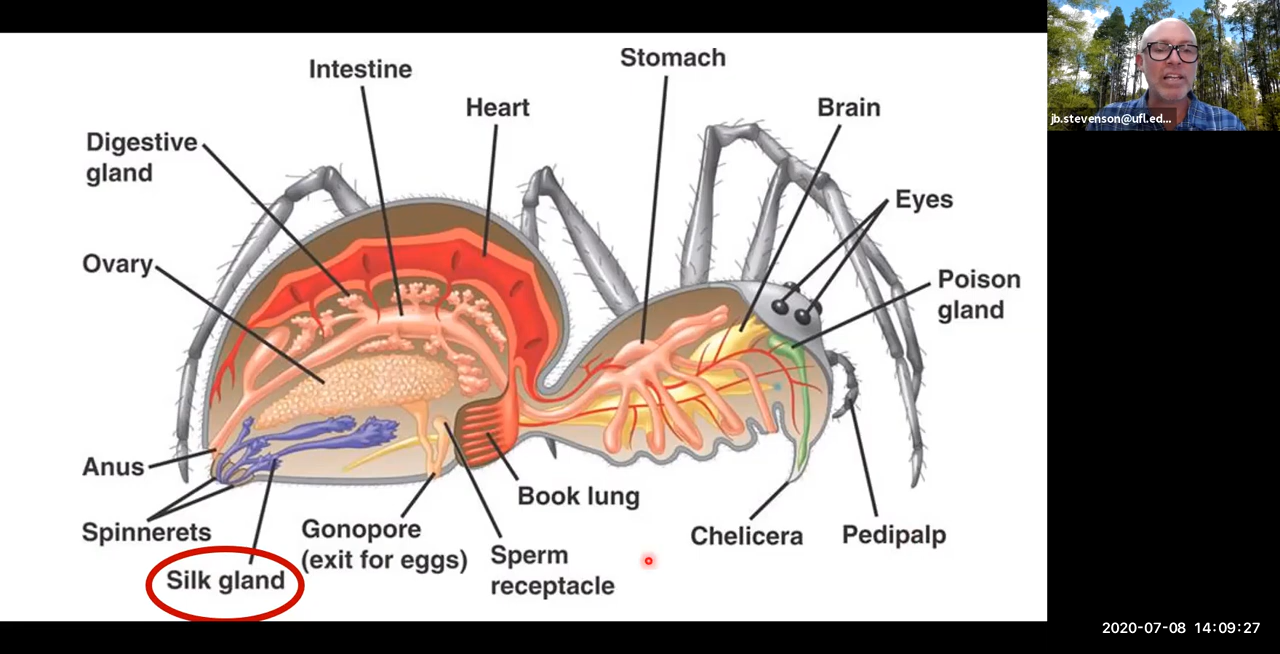 Stomach
Intestine
Heart
Brain
Digestive
gland
Eyes
Ovary
Poison
gland
Anus
Book lung
Spinnerets
Gonopore
(exit for eggs)
Sperm
receptacle
Chelicera
Pedipalp
Silk gland
jb.stevenson@ufl.ed...
2020-07-08 14:09:27